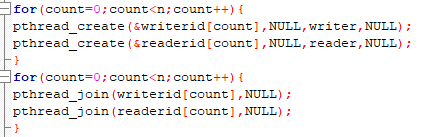 for(count=0;count<n;count++){
pthread_create(&writerid[count],NULL,writer,NULL);
pthread_create(&readerid[count],NULL,reader,NULL);
}
for(count=0;count<n;count++){
pthread_join(writerid[count],NULL);
pthread_join(readerid[count],NULL);
}